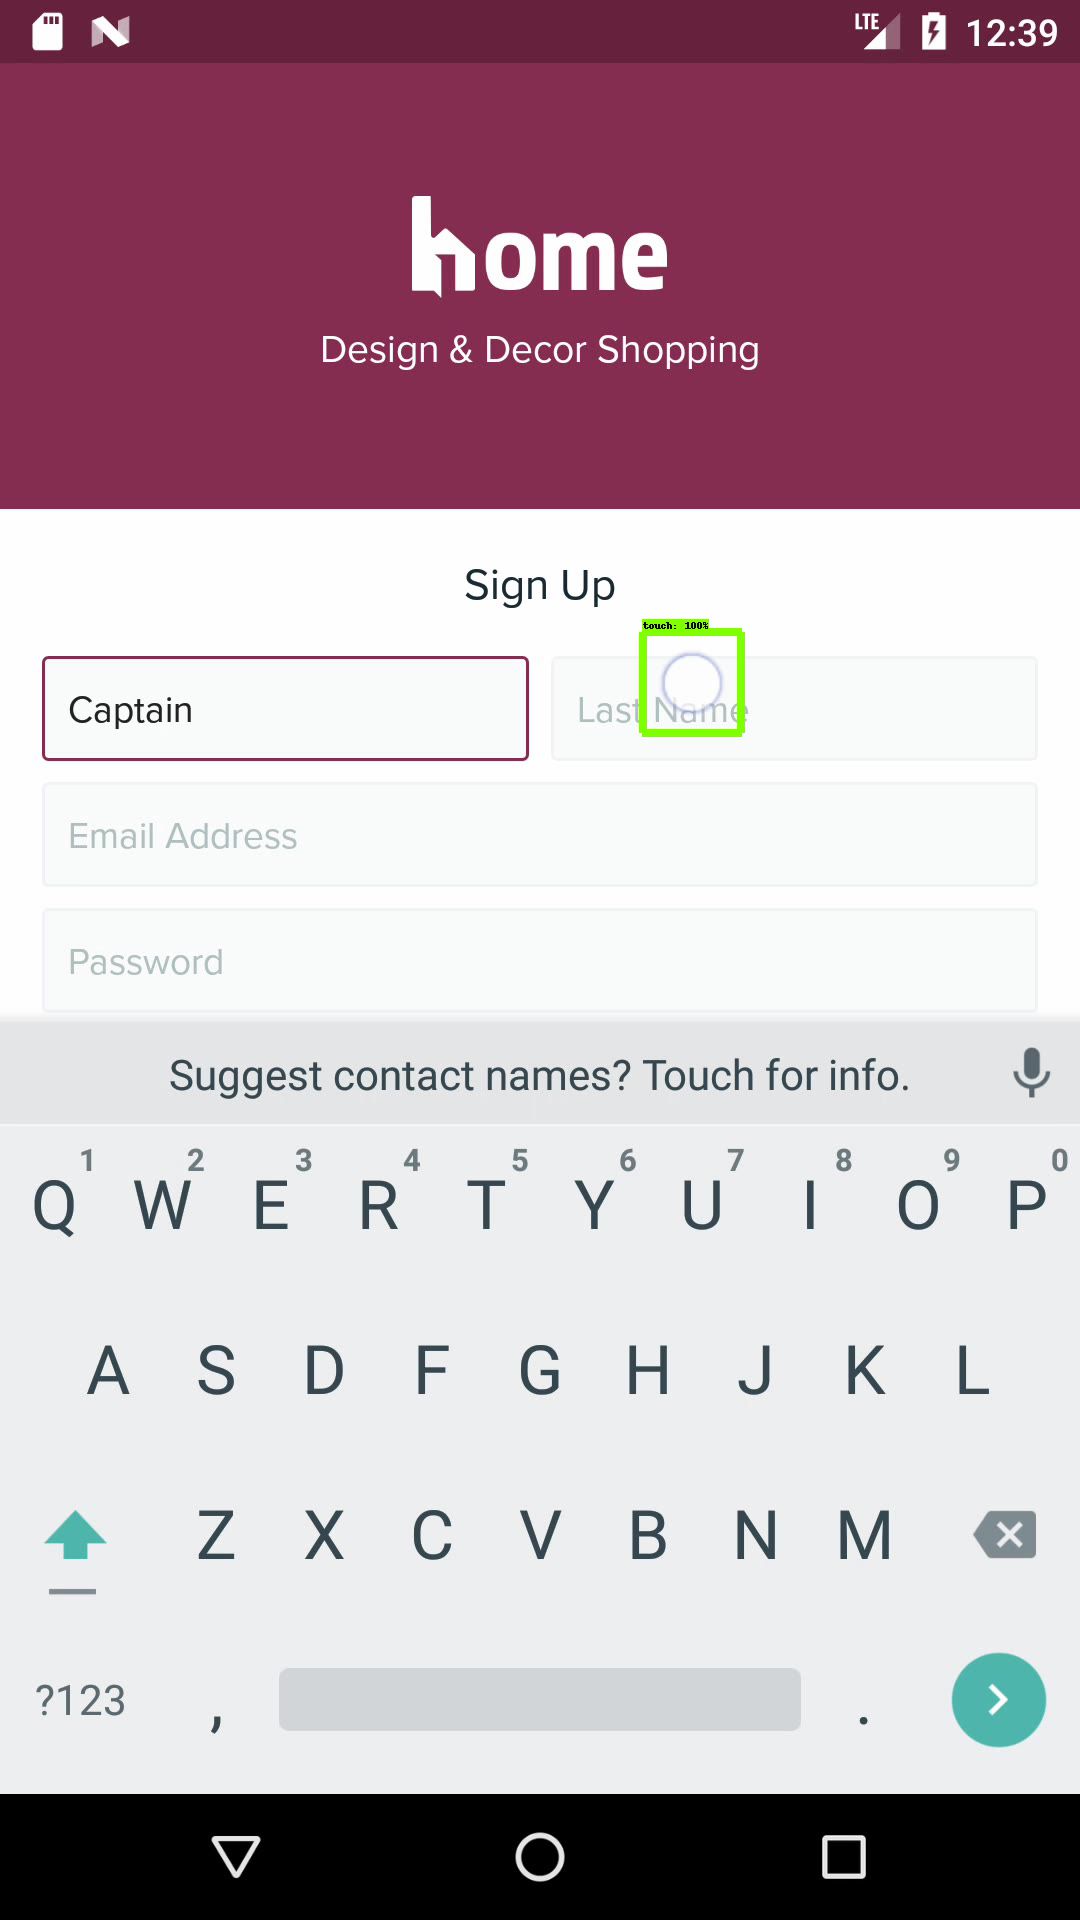 LTE 12:39
home
Design & Decor Shopping
Sign Up
touch: 100%
Captain Last Name
Email Address
Password
Suggest contact names? Touch for info.
1 2 3 4 5 6 7 8 9 0
Q W E R T Y U I O P
A S D F G H J K L
Z X C V B N M
?123 , .